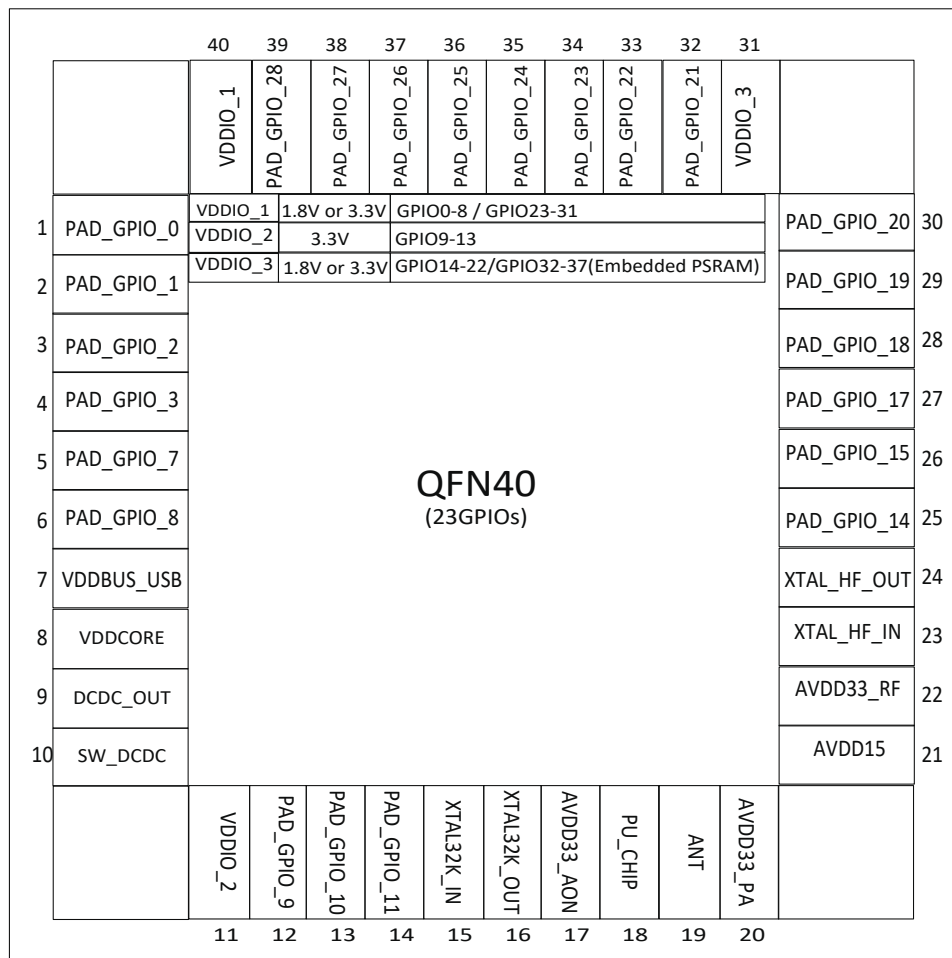 40 39 38 37 36 35 34 33 32 31
VDDIO_1
PAD_GPIO_28
PAD_GPIO_27
PAD_GPIO_26
PAD_GPIO_25
PAD_GPIO_24
PAD_GPIO_23
PAD_GPIO_22
PAD_GPIO_21
VDDIO_3
VDDIO_1 1.8V or 3.3V GPIO0-8 / GPIO23-31
VDDIO_2 3.3V GPIO9-13
VDDIO_3 1.8V or 3.3V GPIO14-22/GPIO32-37(Embedded PSRAM)
1 PAD_GPIO_0
2 PAD_GPIO_1
3 PAD_GPIO_2
4 PAD_GPIO_3
5 PAD_GPIO_7
6 PAD_GPIO_8
7 VDDBUS_USB
8 VDDCORE
9 DCDC_OUT
10 SW_DCDC
QFN40
(23GPIOs)
PAD_GPIO_20 30
PAD_GPIO_19 29
PAD_GPIO_18 28
PAD_GPIO_17 27
PAD_GPIO_15 26
PAD_GPIO_14 25
XTAL_HF_OUT 24
XTAL_HF_IN 23
AVDD33_RF 22
AVDD15 21
VDDIO_2
PAD_GPIO_9
PAD_GPIO_10
PAD_GPIO_11
XTAL32K_IN
XTAL32K_OUT
AVDD33_AON
PU_CHIP
ANT
AVDD33_PA
11 12 13 14 15 16 17 18 19 20